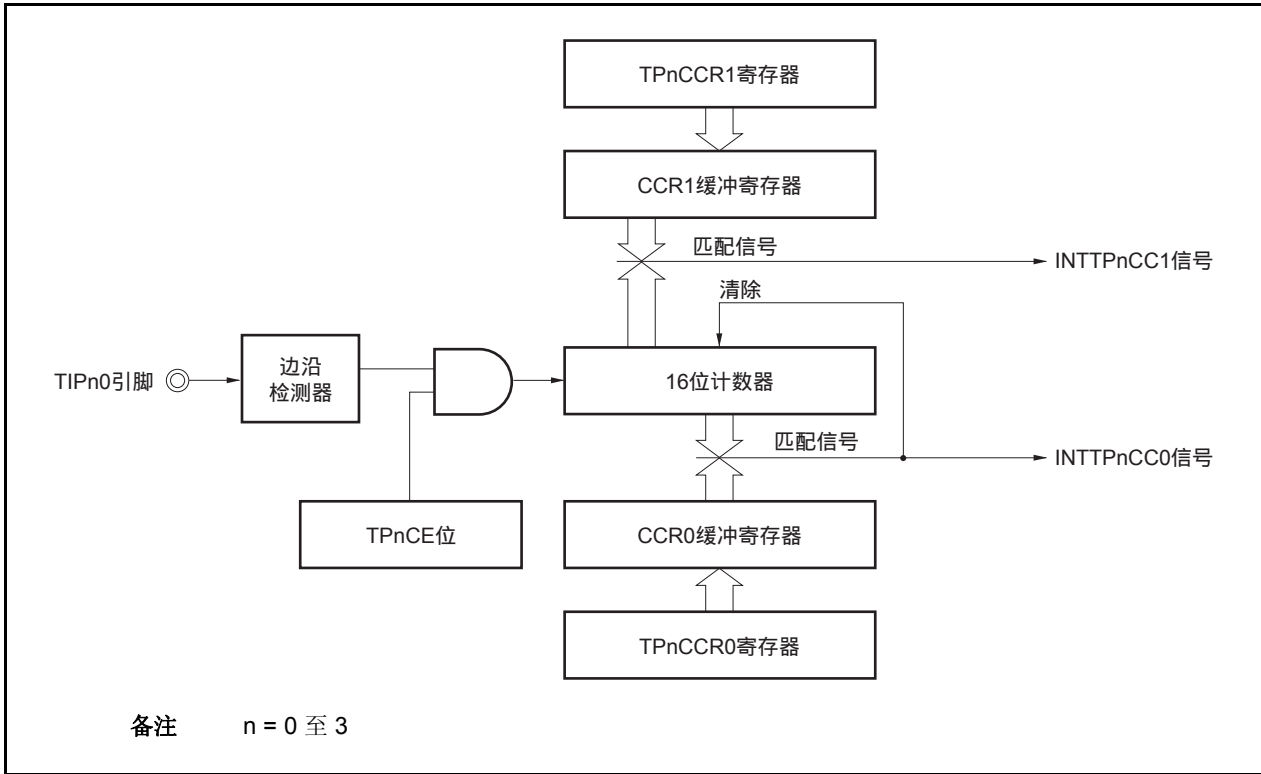 TPnCCR1寄存器
CCR1缓冲寄存器
匹配信号
INTTPnCC1信号
清除
TIPn0引脚
边沿
检测器
16位计数器
匹配信号
INTTPnCC0信号
TPnCE位
CCR0缓冲寄存器
TPnCCR0寄存器
备注 n = 0 至 3